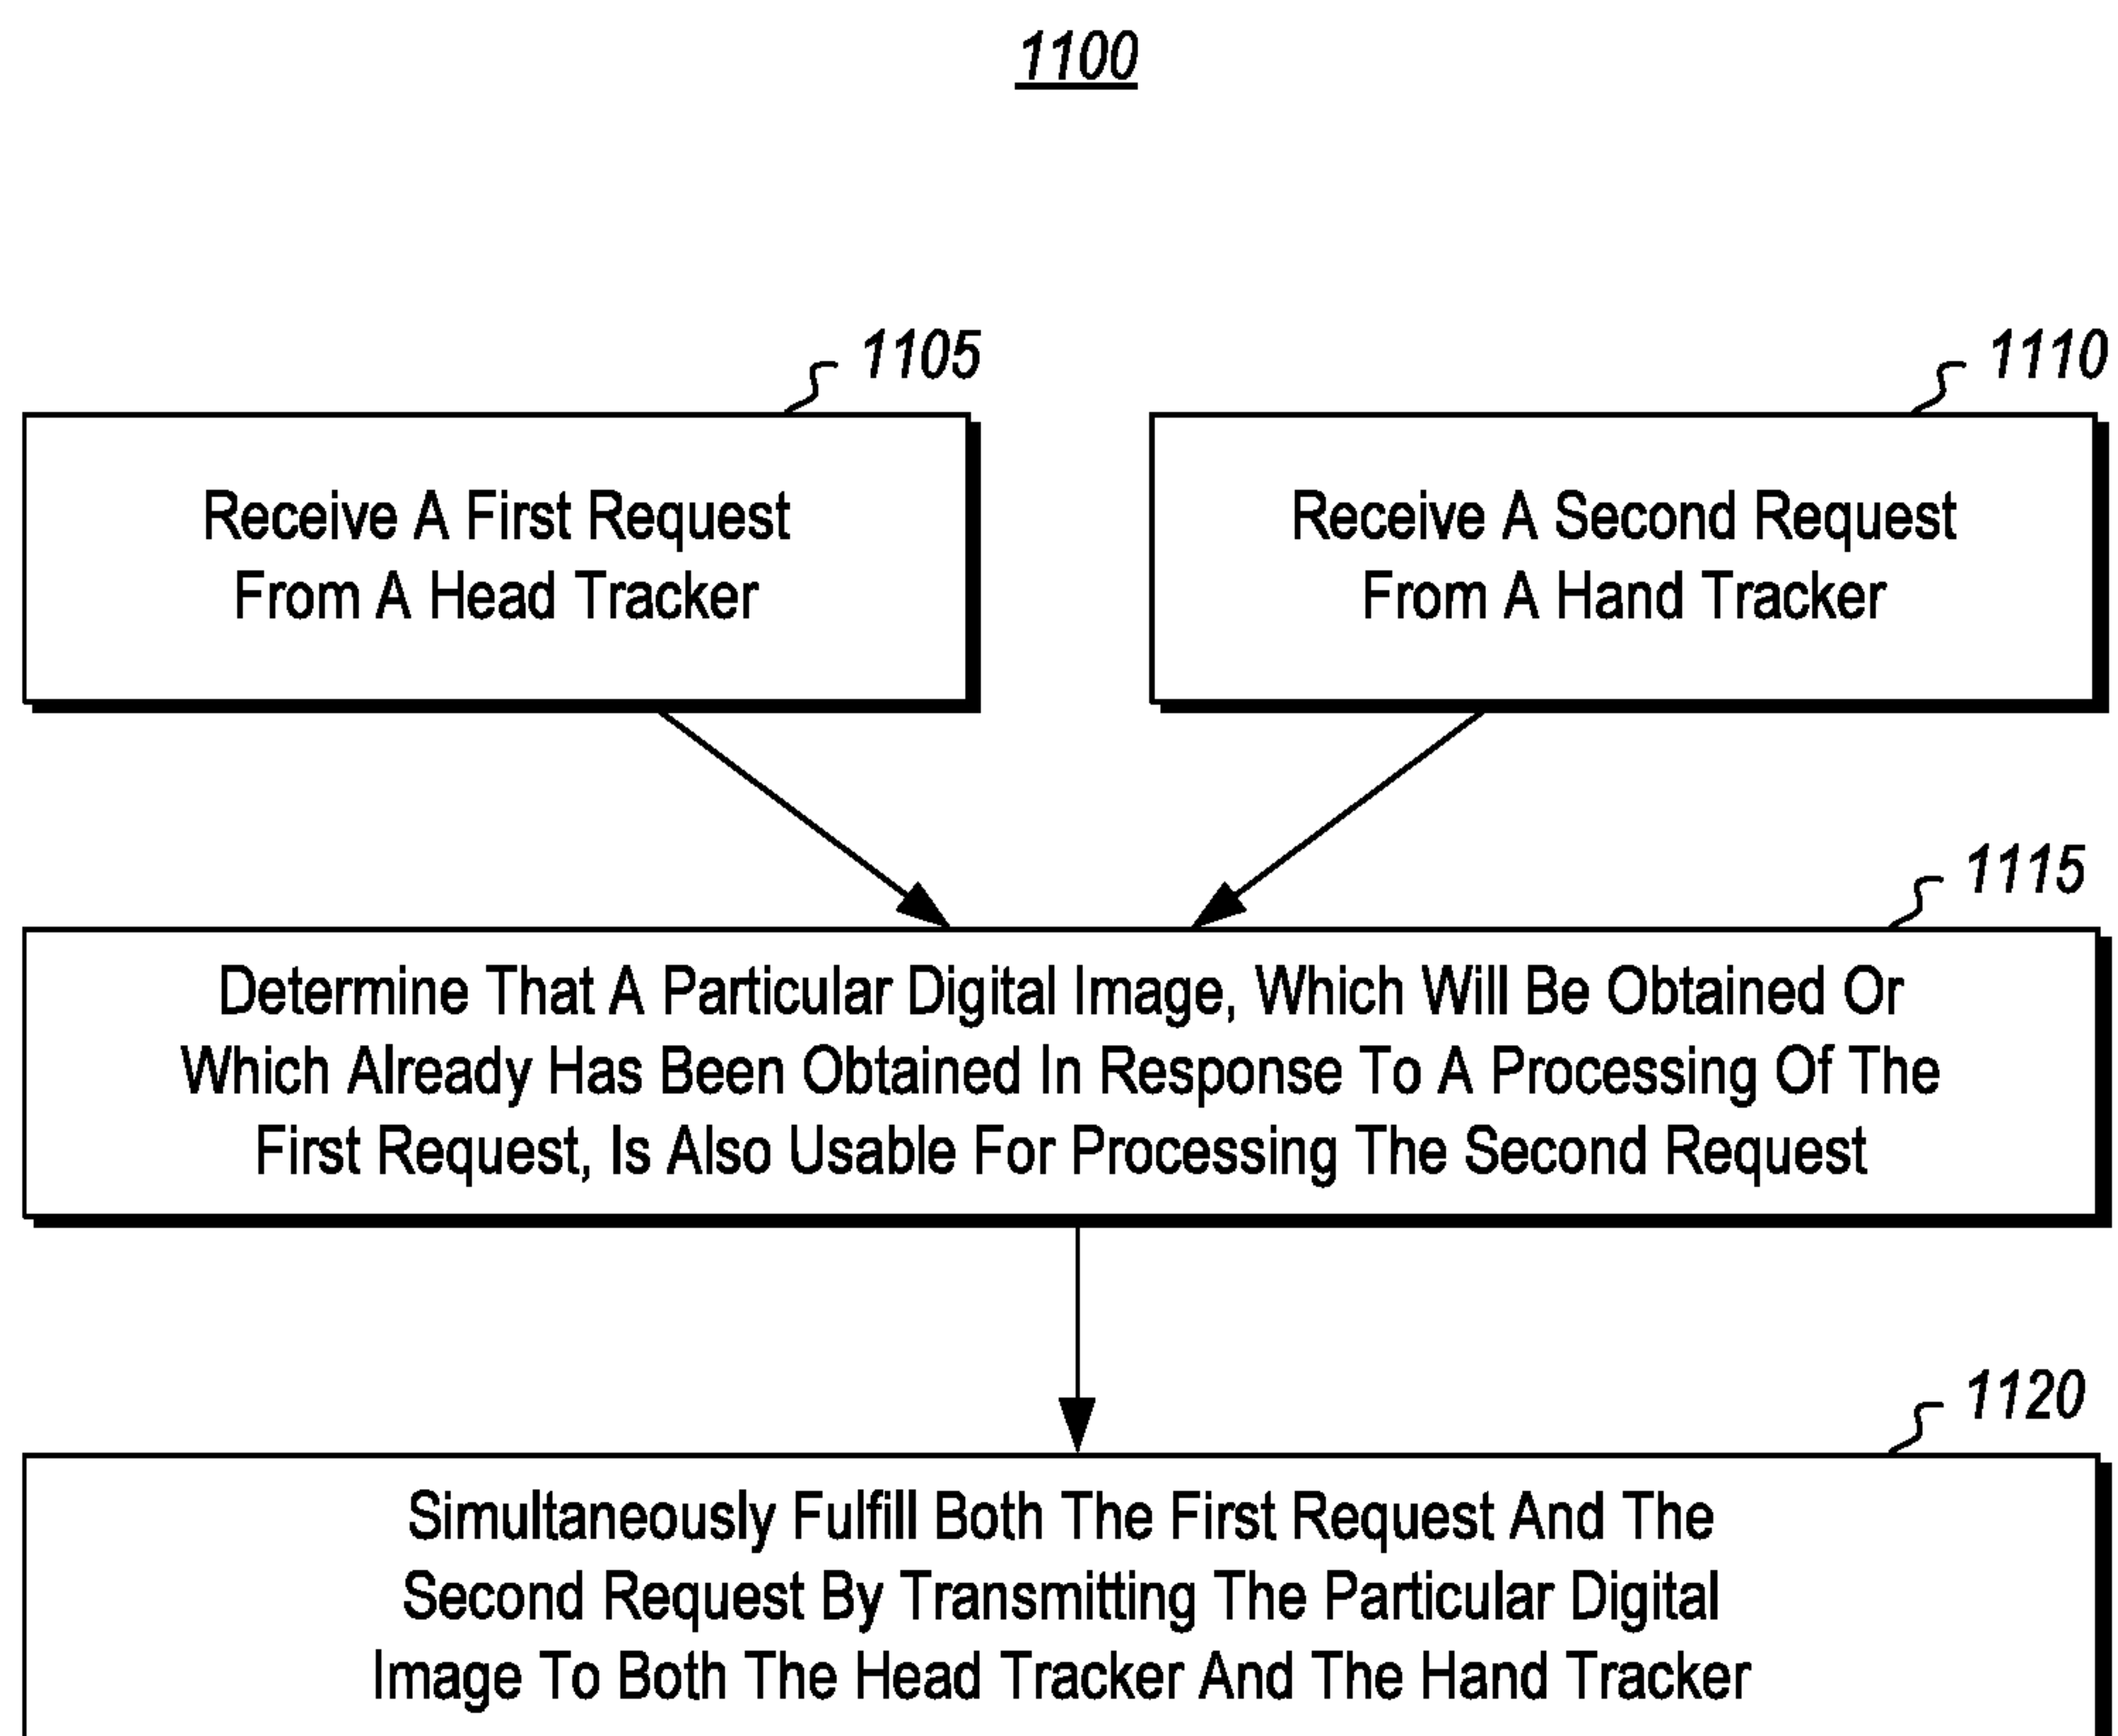 1100
1105
Receive A First Request
From A Head Tracker
1110
Receive A Second Request
From A Hand Tracker
1115
Determine That A Particular Digital Image, Which Will Be Obtained Or
Which Already Has Been Obtained In Response To A Processing Of The
First Request, Is Also Usable For Processing The Second Request
1120
Simultaneously Fulfill Both The First Request And The
Second Request By Transmitting The Particular Digital
Image To Both The Head Tracker And The Hand Tracker